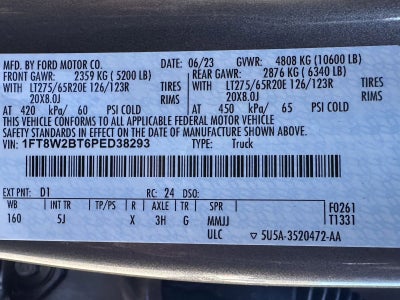 MFD. BY FORD MOTOR CO. 06/23 GVWR: 4808 KG (10600 LB)
FRONT GAWR: 2359 KG ( 5200 LB) REAR GAWR: 2876 KG ( 6340 LB)
WITH LT275/65R20E 126/123R TIRES WITH LT275/65R20E 126/123R TIRES
20X8.0J RIMS 20X8.0J RIMS
AT 420 kPa/ 60 PSI COLD AT 450 kPa/ 65 PSI COLD
THIS VEHICLE CONFORMS TO ALL APPLICABLE FEDERAL MOTOR VEHICLE
SAFETY STANDARDS IN EFFECT ON THE DATE OF MANUFACTURE SHOWN ABOVE.
VIN: 1FT8W2BT6PED38293 TYPE: Truck
EXT PNT: D1 RC: 24 DSO:
WB INT TR TP/PS R AXLE TR SPR F0261
160 5J X 3H G MMJJ T1331
ULC ▽ 5U5A-3520472-AA